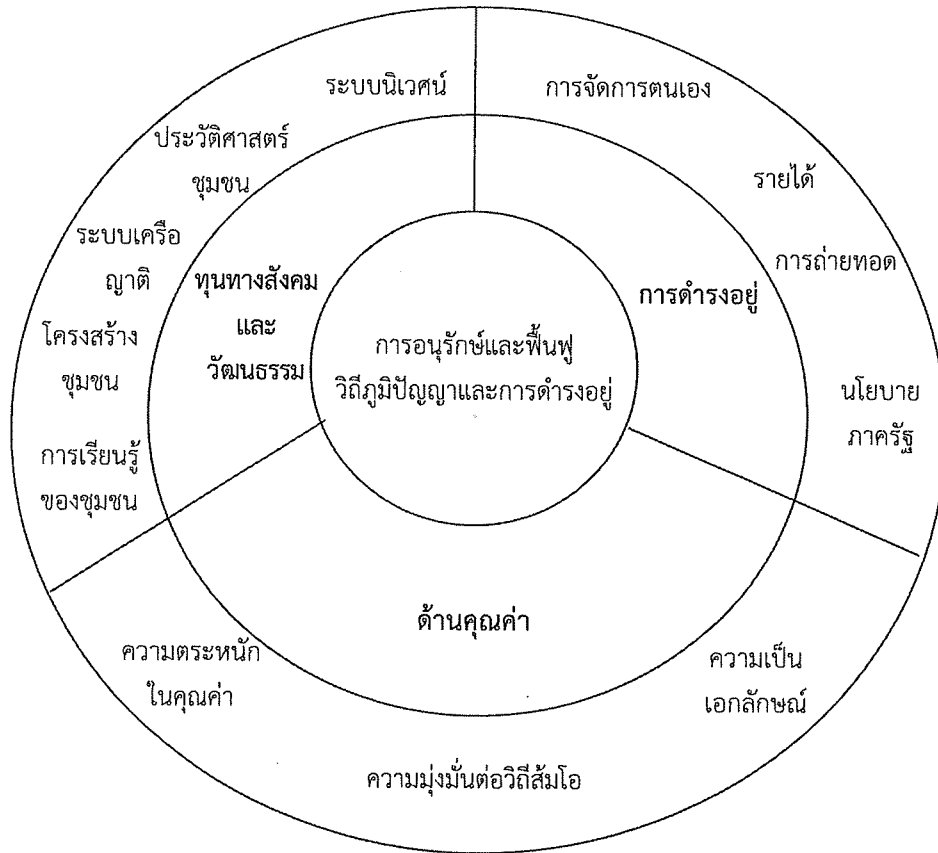 ระบบนิเวศน์
ประวัติศาสตร์
ชุมชน
ระบบเครือ
ญาติ
โครงสร้าง
ชุมชน
การเรียนรู้
ของชุมชน
ทุนทางสังคม
และ
วัฒนธรรม
การอนุรักษ์และฟื้นฟู
วิถีภูมิปัญญาและการดำรงอยู่
การดำรงอยู่
การจัดการตนเอง
รายได้
การถ่ายทอด
นโยบาย
ภาครัฐ
ด้านคุณค่า
ความตระหนัก
ในคุณค่า
ความมุ่งมั่นต่อวิถีส้มโอ
ความเป็น
เอกลักษณ์